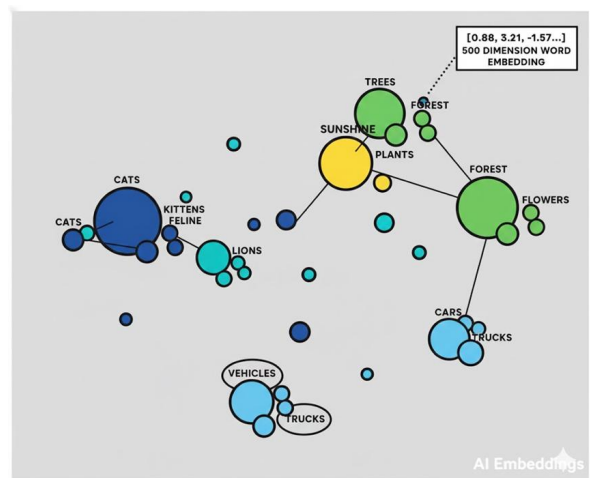 [0.88, 3.21, -1.57...]
500 DIMENSION WORD
EMBEDDING
TREES
FOREST
SUNSHINE
PLANTS
FOREST
FLOWERS
CATS
KITTENS
FELINE
CATS
LIONS
CARS
TRUCKS
VEHICLES
TRUCKS
AI Embeddings